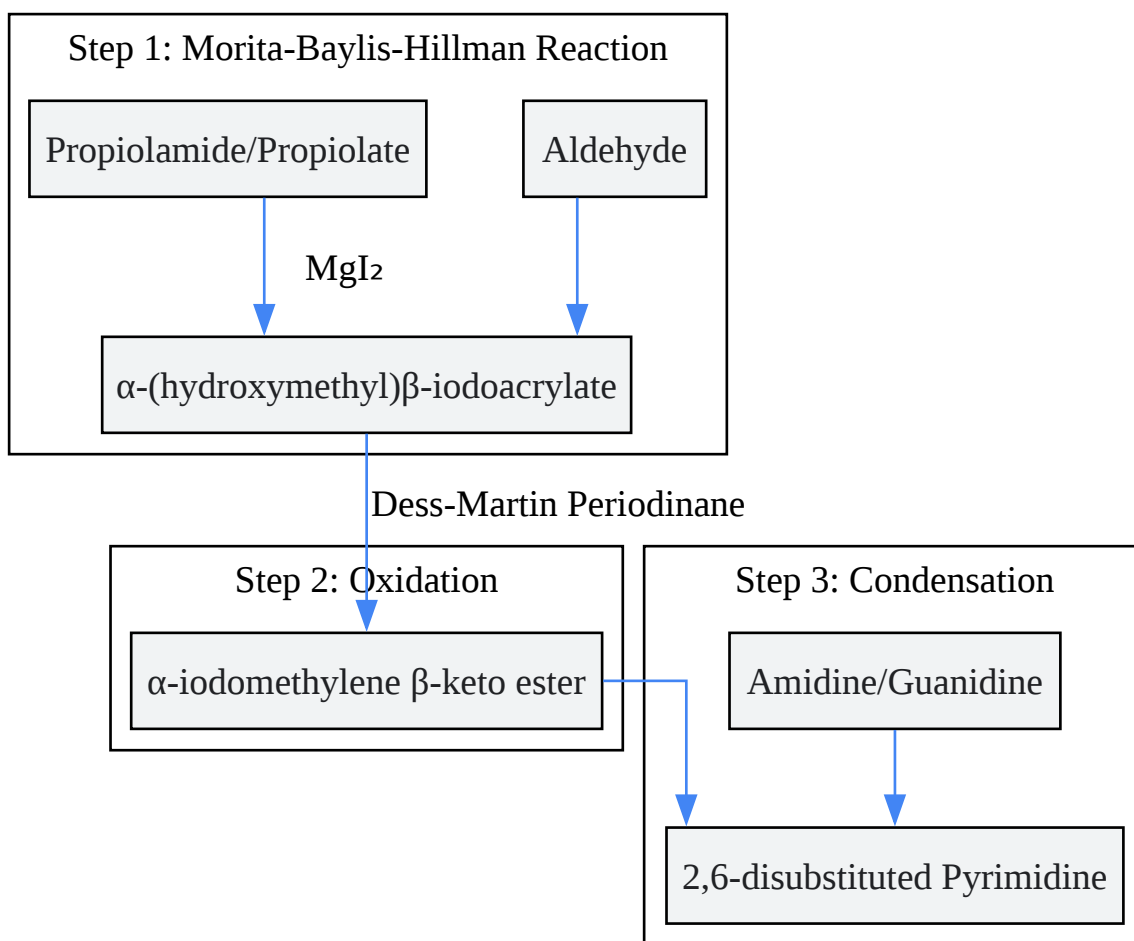 Step 1: Morita-Baylis-Hillman Reaction
Propiolamide/Propiolate
Aldehyde
MgI₂
α-(hydroxymethyl)β-iodoacrylate
Dess-Martin Periodinane
Step 2: Oxidation
Step 3: Condensation
α-iodomethylene β-keto ester
Amidine/Guanidine
2,6-disubstituted Pyrimidine